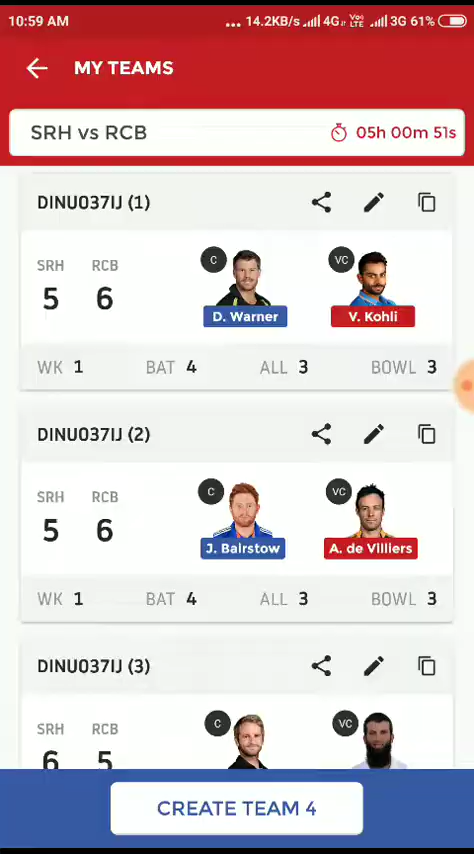 10:59 AM ... 14.2KB/s 4G VoJ LTE 3G 61%
MY TEAMS
SRH vs RCB 05h 00m 51s
DINU037IJ (1)
SRH RCB C VC
5 6
D. Warner V. Kohli
WK 1 BAT 4 ALL 3 BOWL 3
DINU037IJ (2)
SRH RCB C VC
5 6
J. Bairstow A. de Villiers
WK 1 BAT 4 ALL 3 BOWL 3
DINU037IJ (3)
SRH RCB C VC
6 5
CREATE TEAM 4